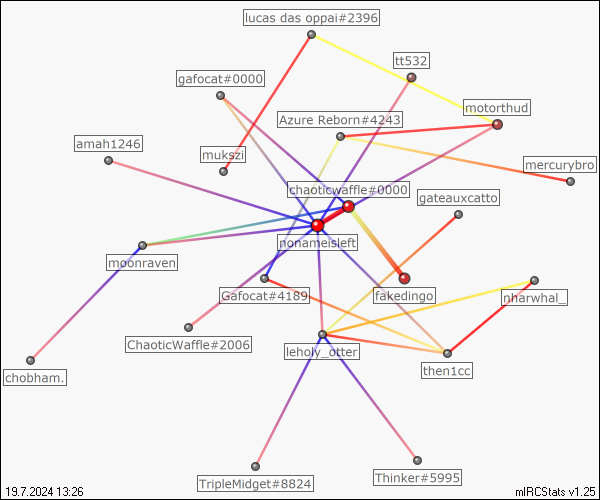 lucas das oppai#2396
tt532
gafocat#0000
motorthud
Azure Reborn#4243
amah1246
mukszi
mercurybro
chaoticwaffle#0000
gateauxcatto
nonameisleft
moonraven
Gafocat#4189
fakedingo
nharwhal_
ChaoticWaffle#2006
leholy_otter
then1cc
chobham.
TripleMidget#8824
Thinker#5995
19.7.2024 13:26
mIRCStats v1.25